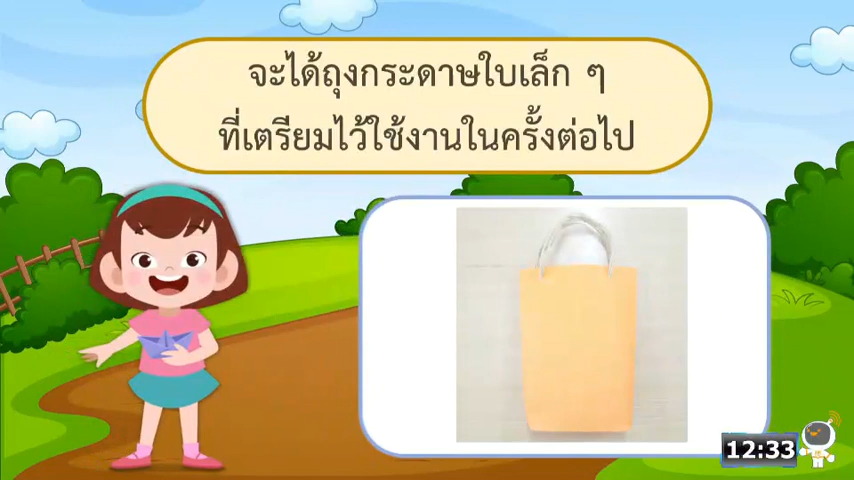 จะได้ถุงกระดาษใบเล็ก ๆ
ที่เตรียมไว้ใช้งานในครั้งต่อไป
12:33